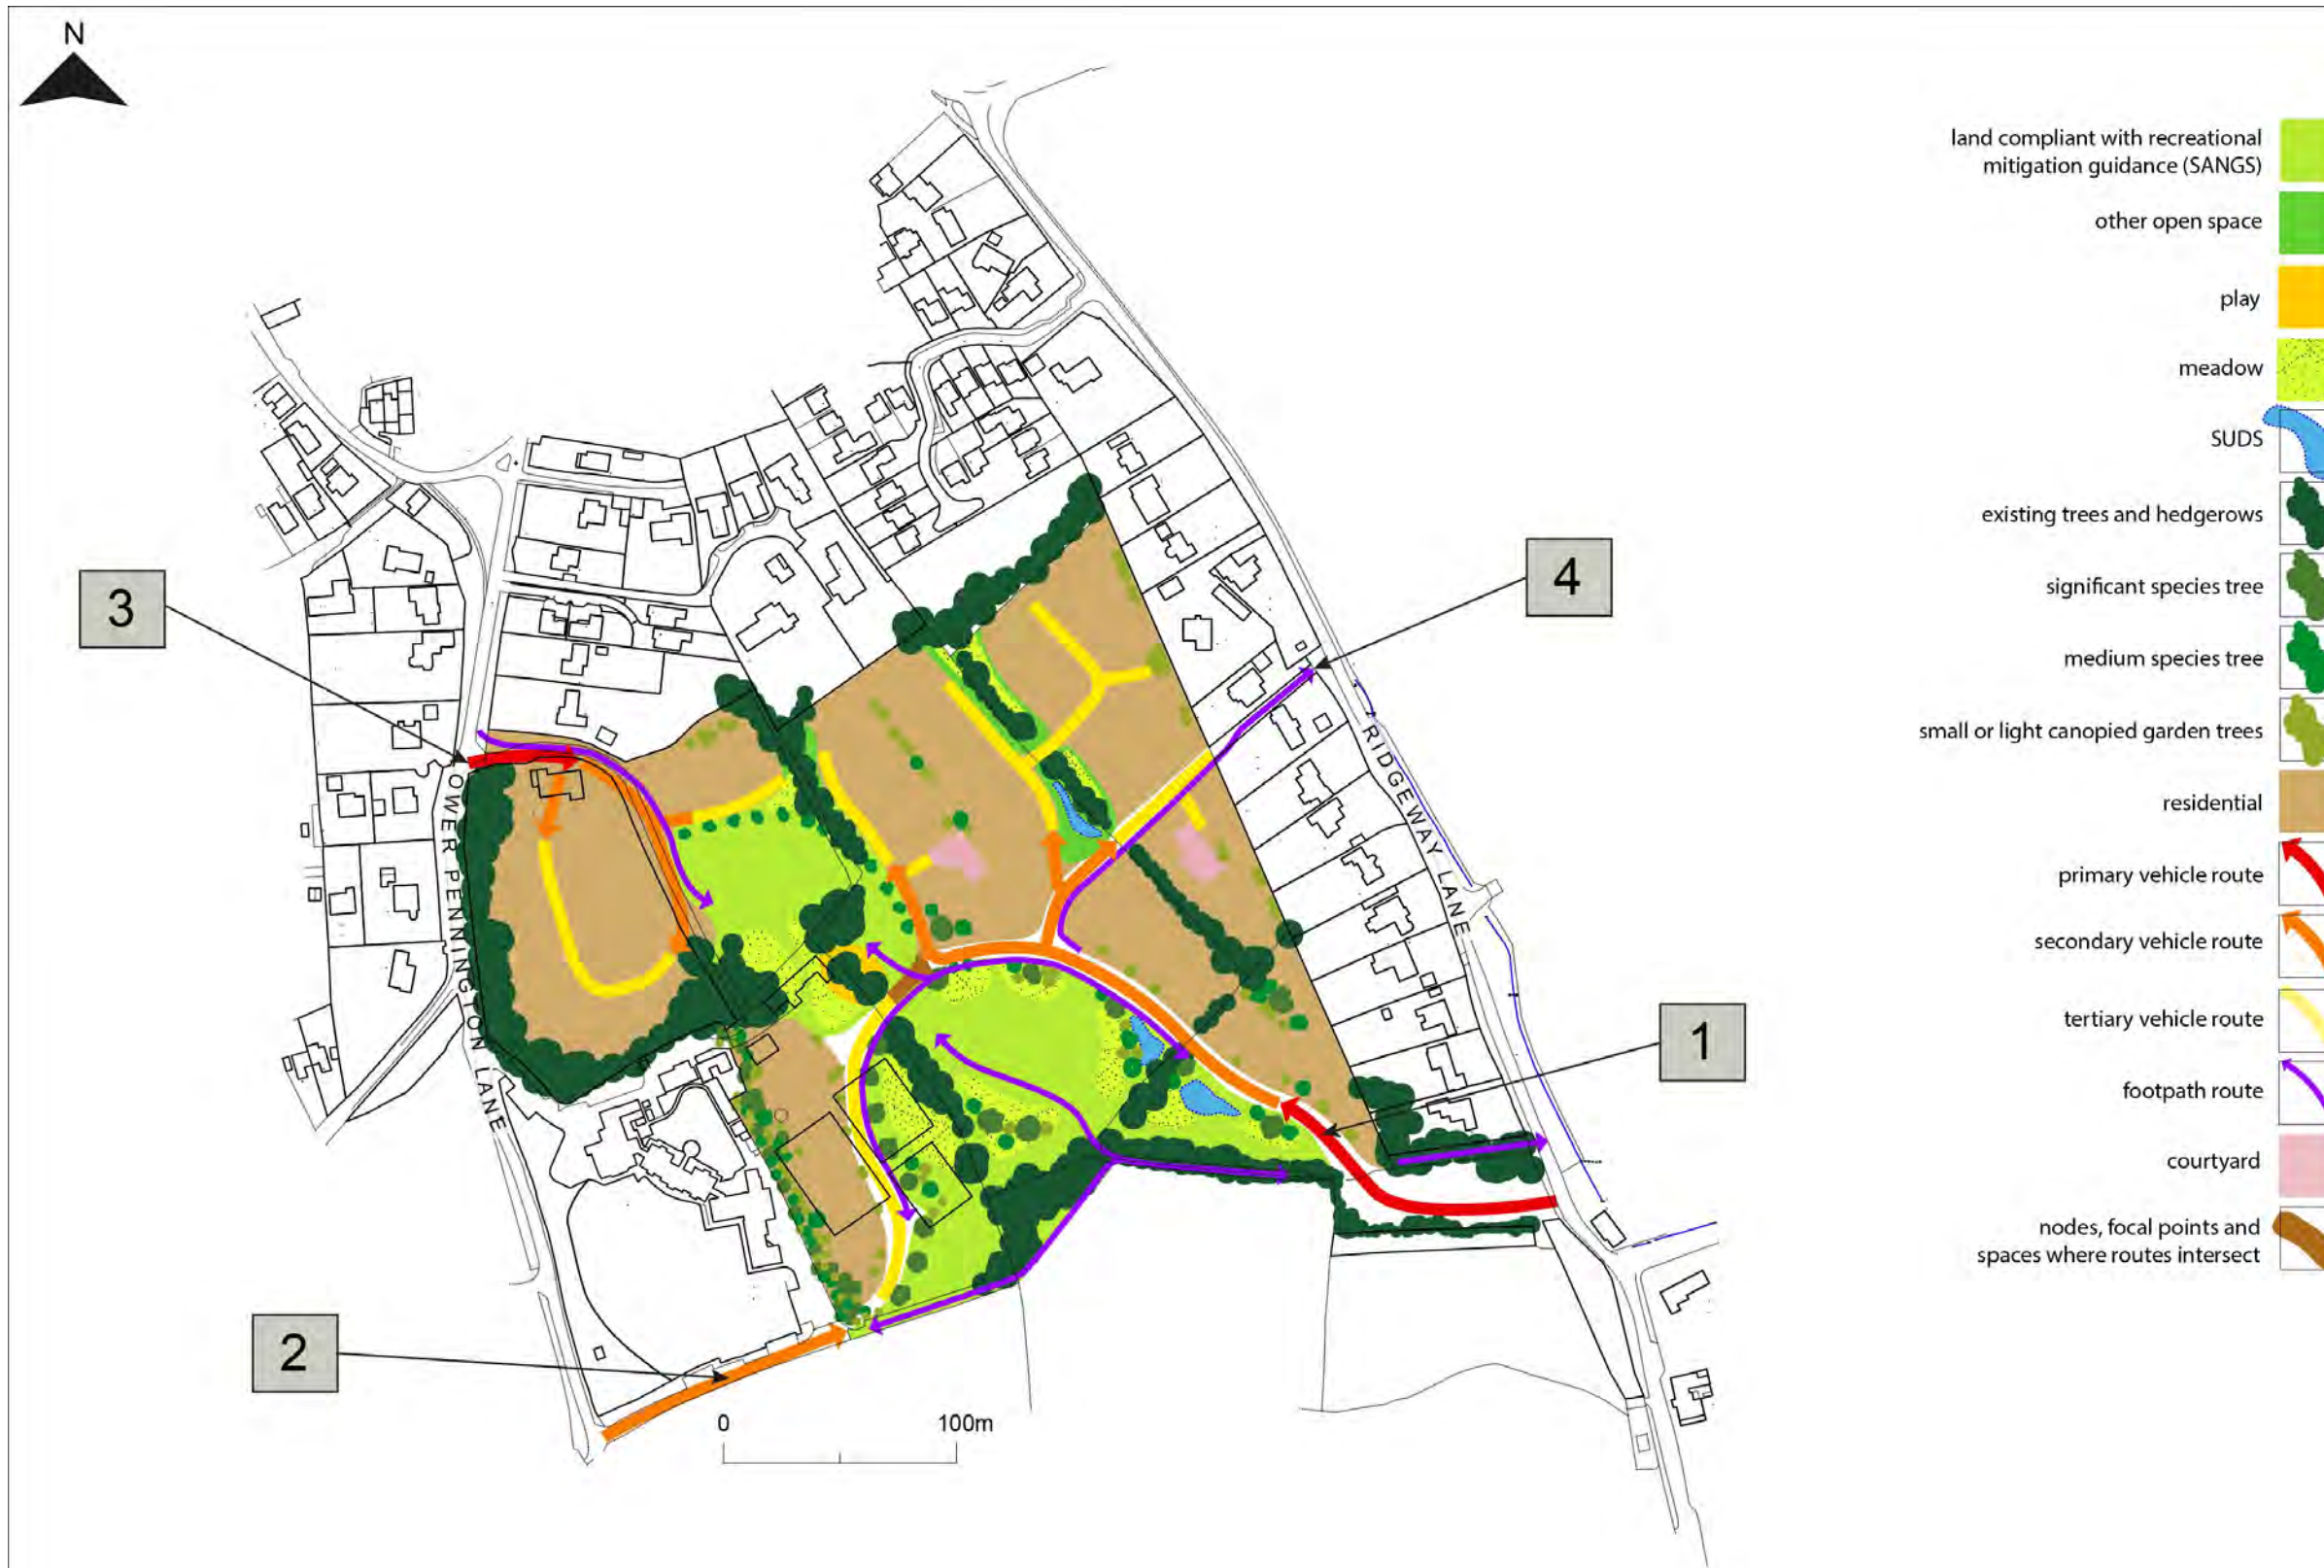 N
land compliant with recreational
mitigation guidance (SANGS)
other open space
play
meadow
SUDS
existing trees and hedgerows
significant species tree
medium species tree
small or light canopied garden trees
residential
primary vehicle route
secondary vehicle route
tertiary vehicle route
footpath route
courtyard
nodes, focal points and
spaces where routes intersect
3
4
1
2
OWER PENNINGTON LANE
RIDGEWAY LANE
0 100m